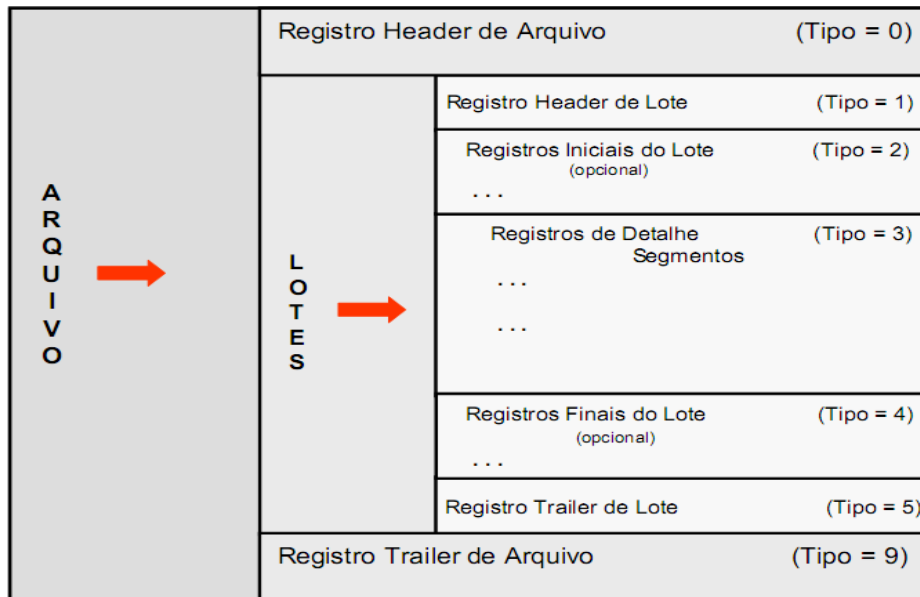 ARQUIVO
Registro Header de Arquivo (Tipo = 0)
LOTES
Registro Header de Lote (Tipo = 1)
Registros Iniciais do Lote (Tipo = 2)
(opcional)
...
Registros de Detalhe (Tipo = 3)
Segmentos
...
...
Registros Finais do Lote (Tipo = 4)
(opcional)
...
Registro Trailer de Lote (Tipo = 5)
Registro Trailer de Arquivo (Tipo = 9)